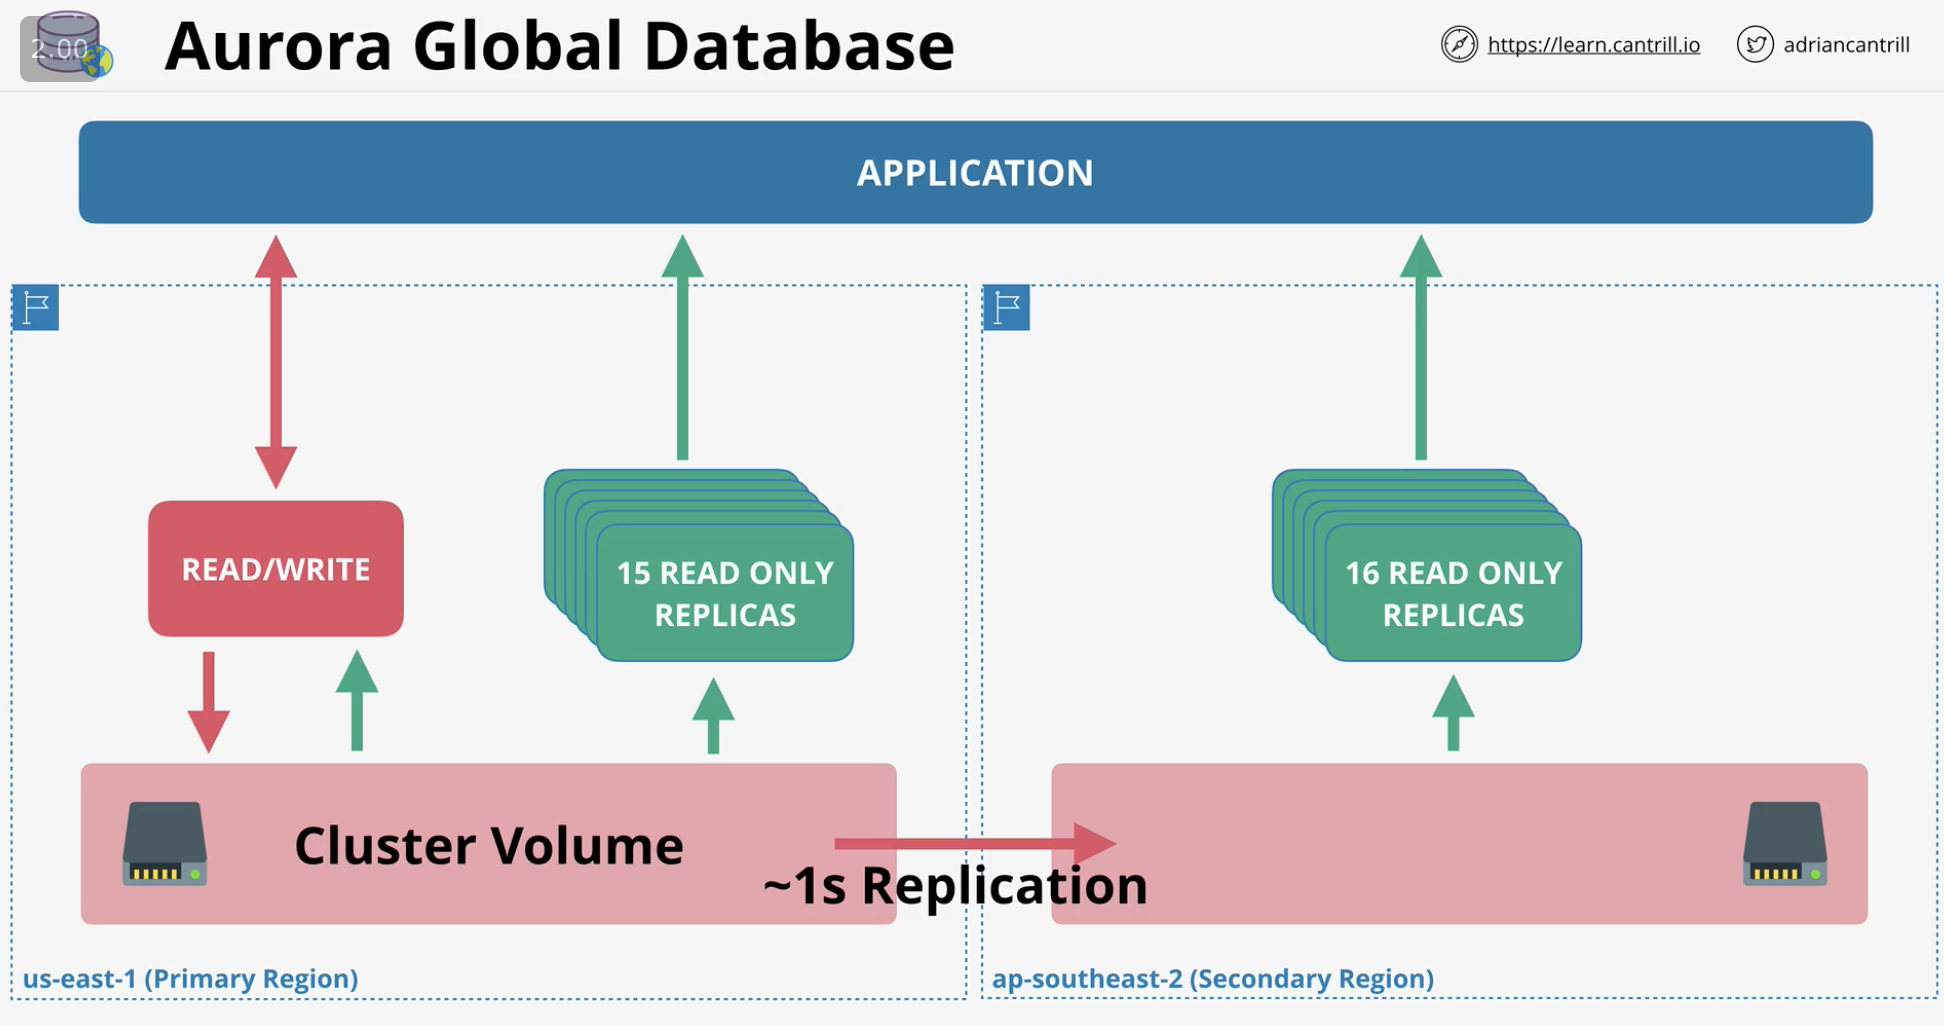 2.00
Aurora Global Database
https://learn.cantrill.io
adriancantrill
APPLICATION
READ/WRITE
15 READ ONLY
REPLICAS
16 READ ONLY
REPLICAS
Cluster Volume
~1s Replication
us-east-1 (Primary Region)
ap-southeast-2 (Secondary Region)